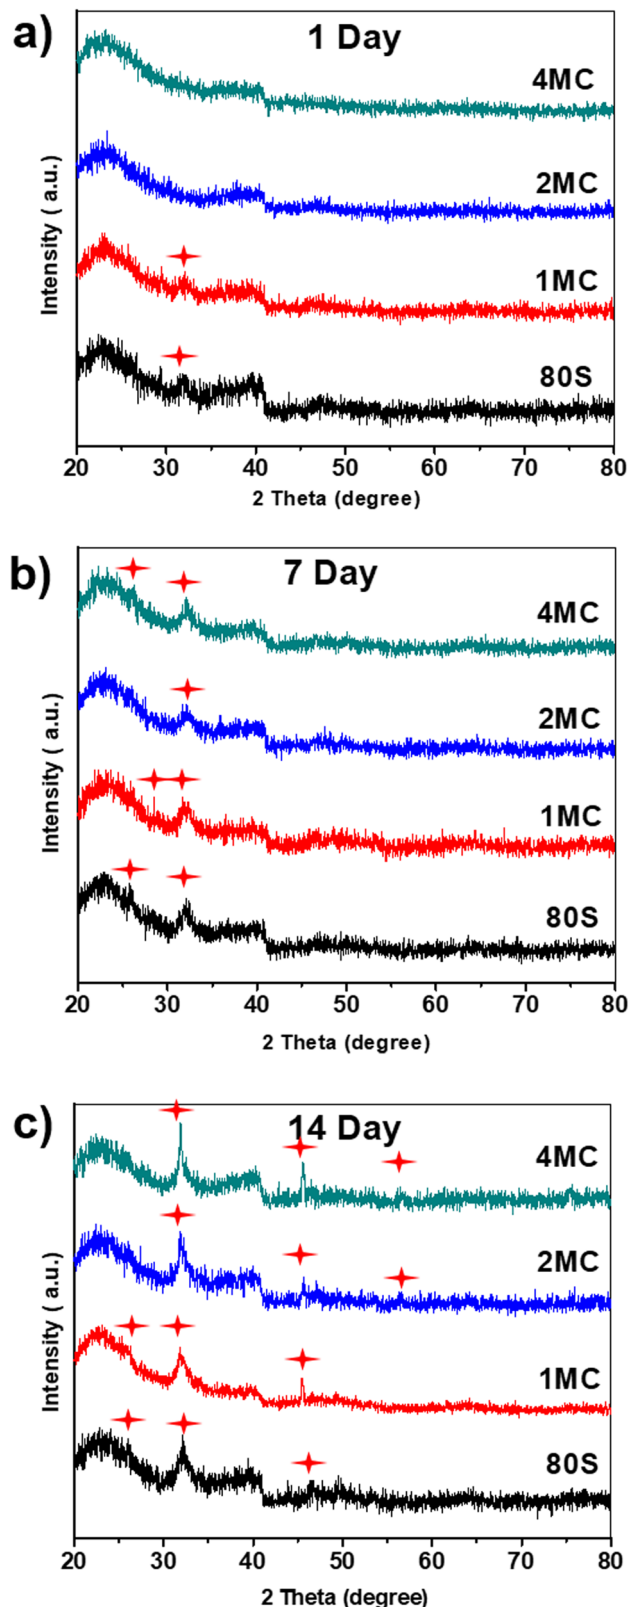 a)
1 Day
4MC
2MC
1MC
80S
Intensity ( a.u.)
20 30 40 50 60 70 80
2 Theta (degree)
b)
7 Day
4MC
2MC
1MC
80S
Intensity ( a.u.)
20 30 40 50 60 70 80
2 Theta (degree)
c)
14 Day
4MC
2MC
1MC
80S
Intensity ( a.u.)
20 30 40 50 60 70 80
2 Theta (degree)